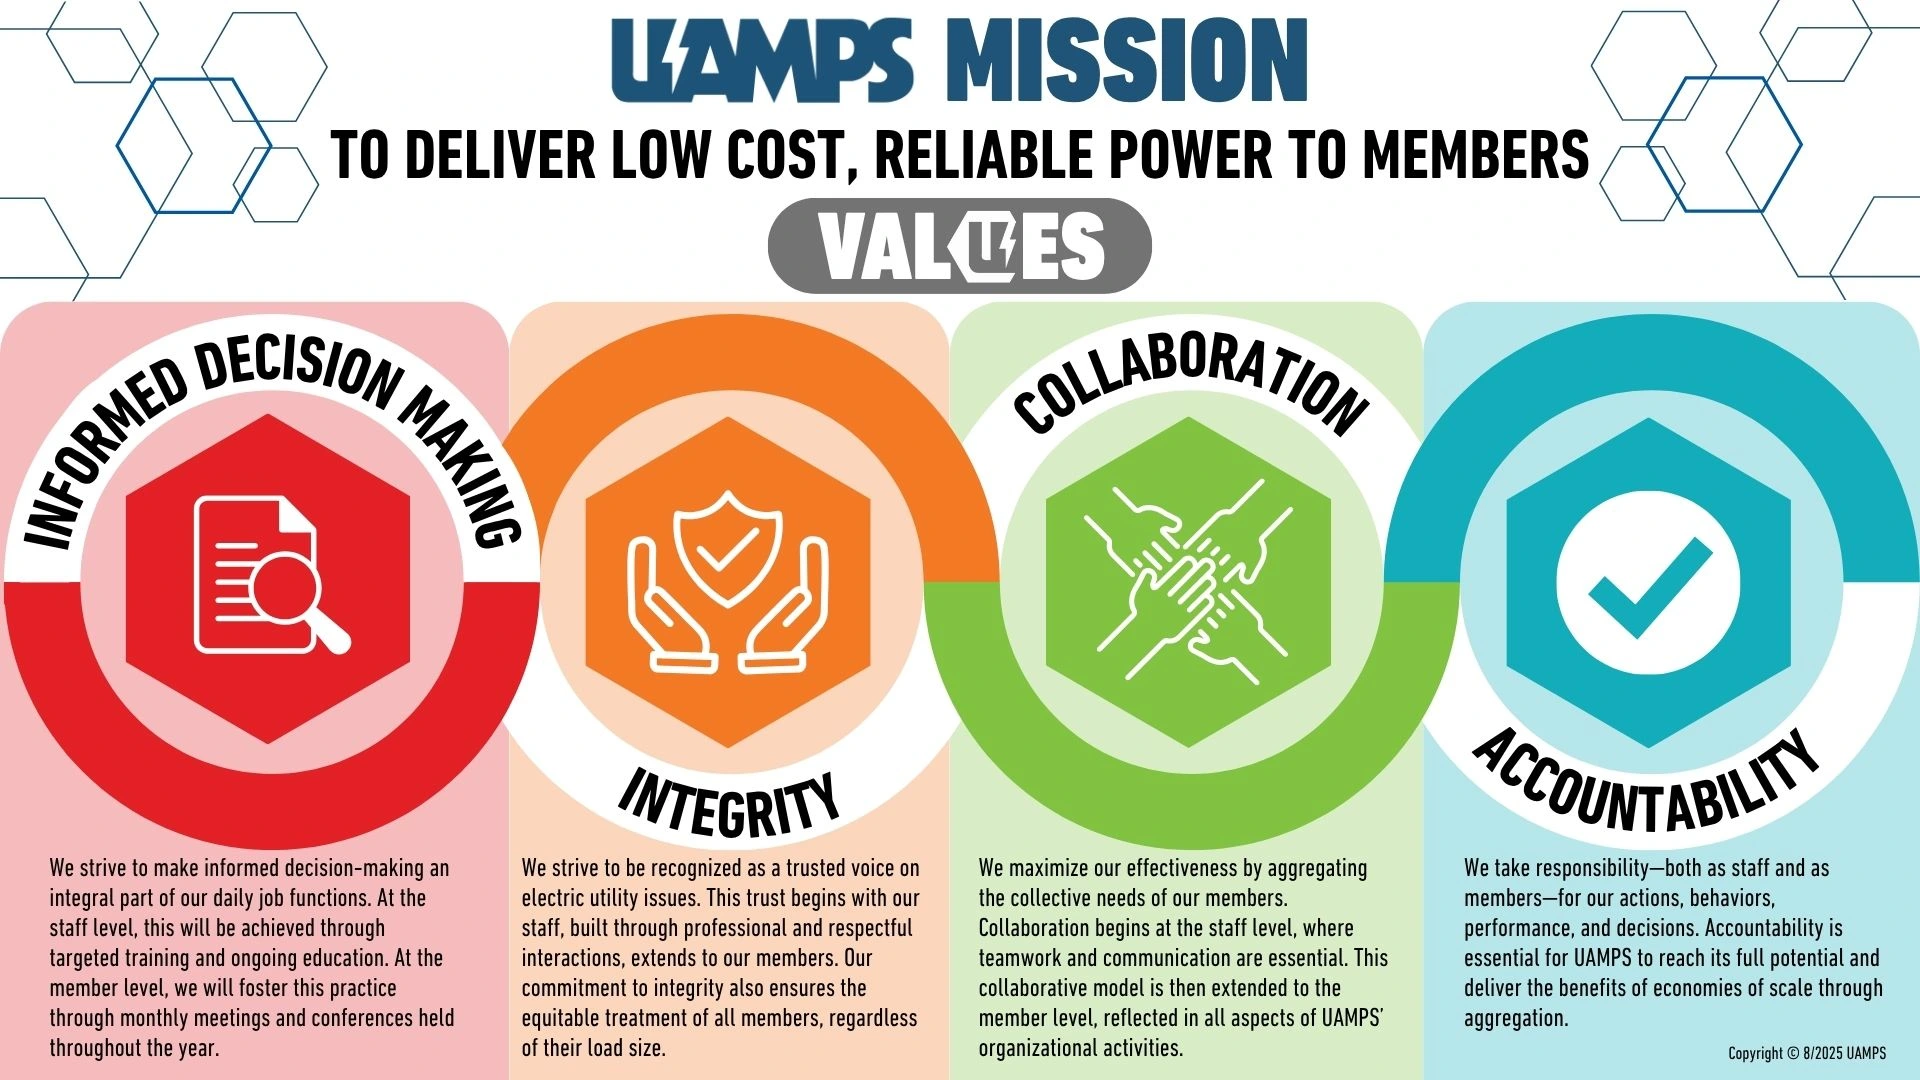 UAMPS MISSION
TO DELIVER LOW COST, RELIABLE POWER TO MEMBERS
VALUES
INFORMED DECISION MAKING
We strive to make informed decision-making an
integral part of our daily job functions. At the
staff level, this will be achieved through
targeted training and ongoing education. At the
member level, we will foster this practice
through monthly meetings and conferences held
throughout the year.
INTEGRITY
We strive to be recognized as a trusted voice on
electric utility issues. This trust begins with our
staff, built through professional and respectful
interactions, extends to our members. Our
commitment to integrity also ensures the
equitable treatment of all members, regardless
of their load size.
COLLABORATION
We maximize our effectiveness by aggregating
the collective needs of our members.
Collaboration begins at the staff level, where
teamwork and communication are essential. This
collaborative model is then extended to the
member level, reflected in all aspects of UAMPS’
organizational activities.
ACCOUNTABILITY
We take responsibility—both as staff and as
members—for our actions, behaviors,
performance, and decisions. Accountability is
essential for UAMPS to reach its full potential and
deliver the benefits of economies of scale through
aggregation.
Copyright © 8/2025 UAMPS